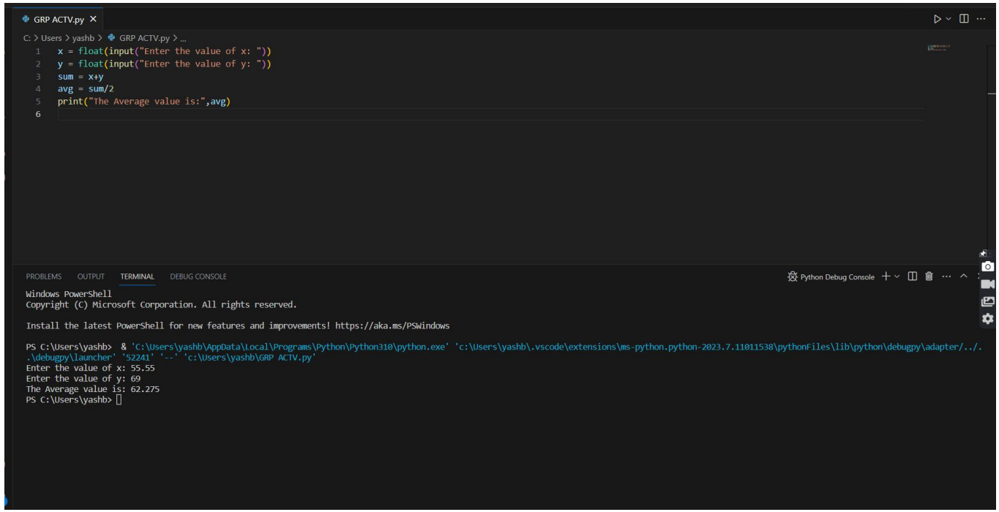 GRP ACTV.py
C: > Users > yashb > GRP ACTV.py > ...
1 x = float(input("Enter the value of x: "))
2 y = float(input("Enter the value of y: "))
3 sum = x+y
4 avg = sum/2
5 print("The Average value is:",avg)
6
PROBLEMS OUTPUT TERMINAL DEBUG CONSOLE Python Debug Console
Windows PowerShell
Copyright (C) Microsoft Corporation. All rights reserved.
Install the latest PowerShell for new features and improvements! https://aka.ms/PSWindows
PS C:\Users\yashb> & 'C:\Users\yashb\AppData\Local\Programs\Python\Python310\python.exe' 'c:\Users\yashb\.vscode\extensions\ms-python.python-2023.7.11011538\pythonFiles\lib\python\debugpy\adapter/../.
.\debugpy\launcher' '52241' '--' 'c:\Users\yashb\GRP ACTV.py'
Enter the value of x: 55.55
Enter the value of y: 69
The Average value is: 62.275
PS C:\Users\yashb>